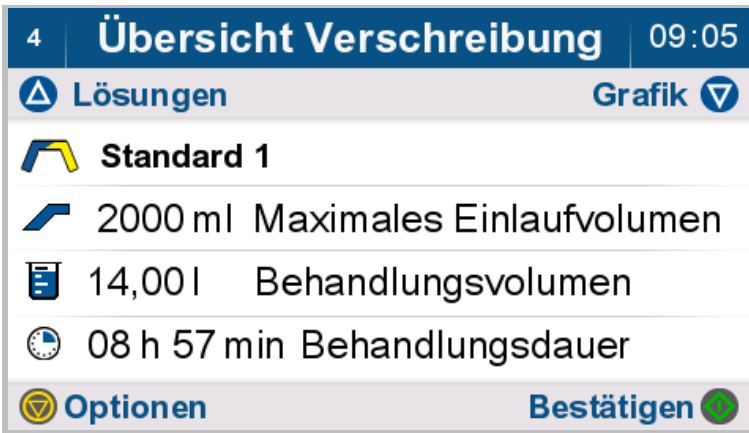 4 Übersicht Verschreibung 09:05
Lösungen Grafik
Standard 1
2000 ml Maximales Einlaufvolumen
14,00 l Behandlungsvolumen
08 h 57 min Behandlungsdauer
Optionen Bestätigen